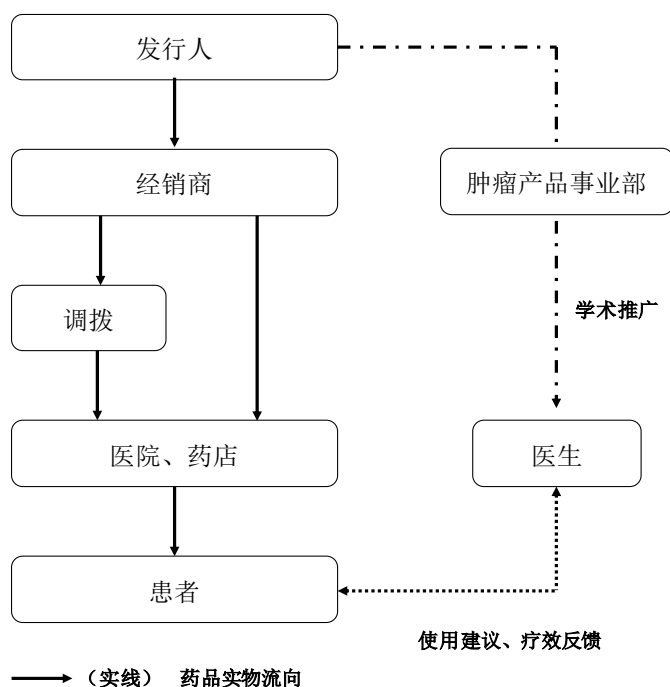 发行人
经销商
肿瘤产品事业部
调拨
学术推广
医院、药店
医生
患者
使用建议、疗效反馈
（实线） 药品实物流向